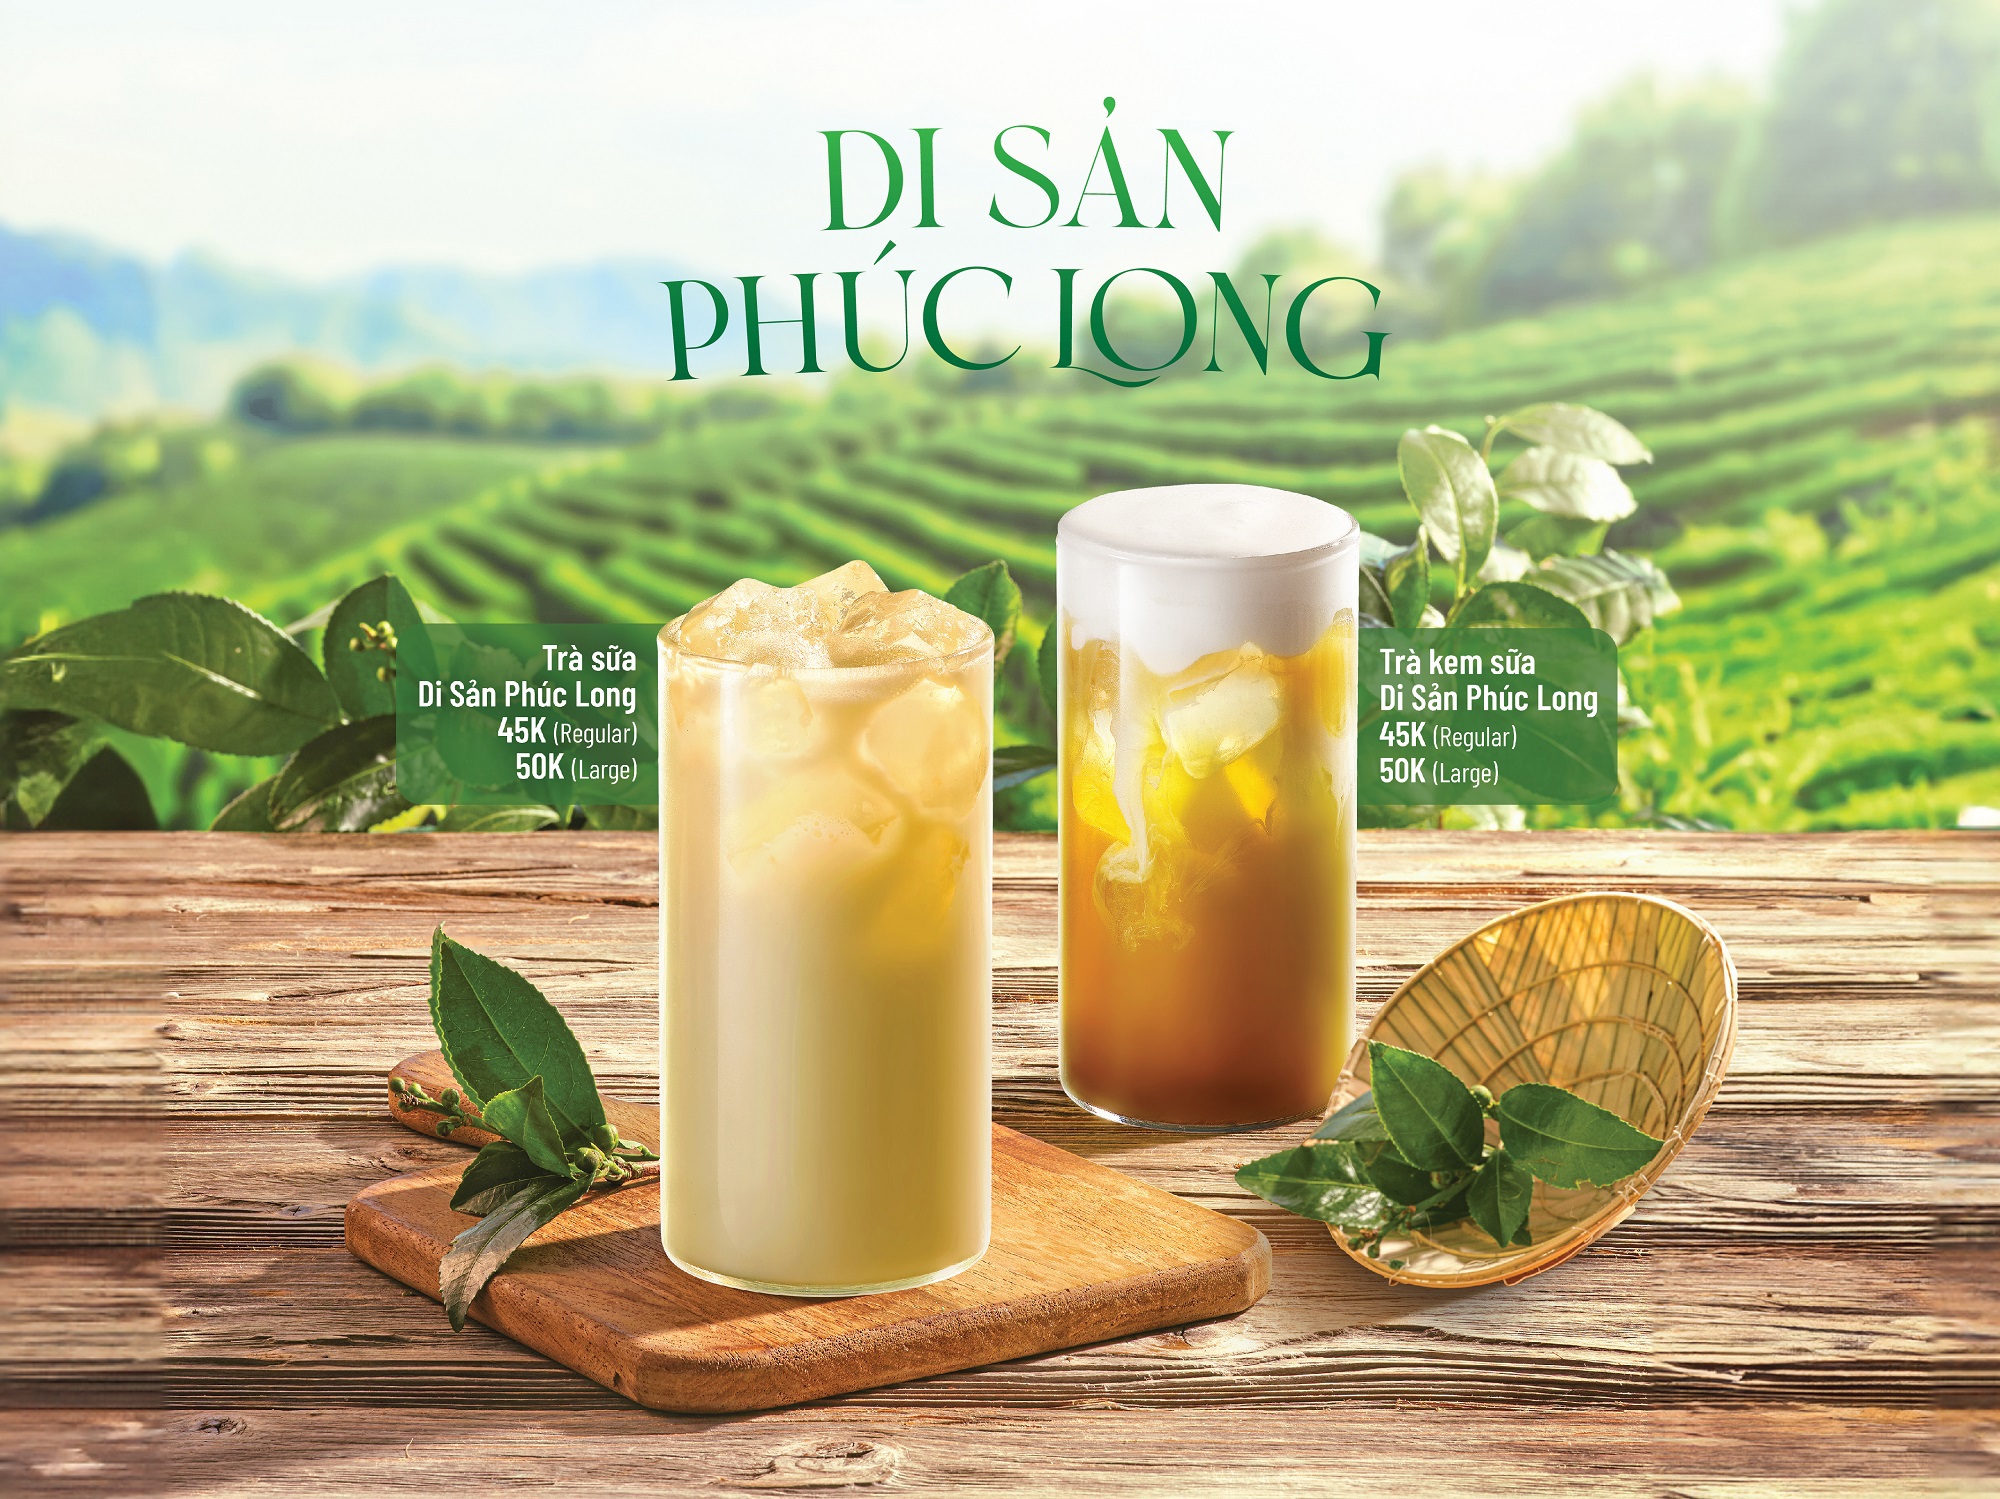 DI SẢN
PHÚC LONG
Trà sữa
Di Sản Phúc Long
45K (Regular)
50K (Large)
Trà kem sữa
Di Sản Phúc Long
45K (Regular)
50K (Large)